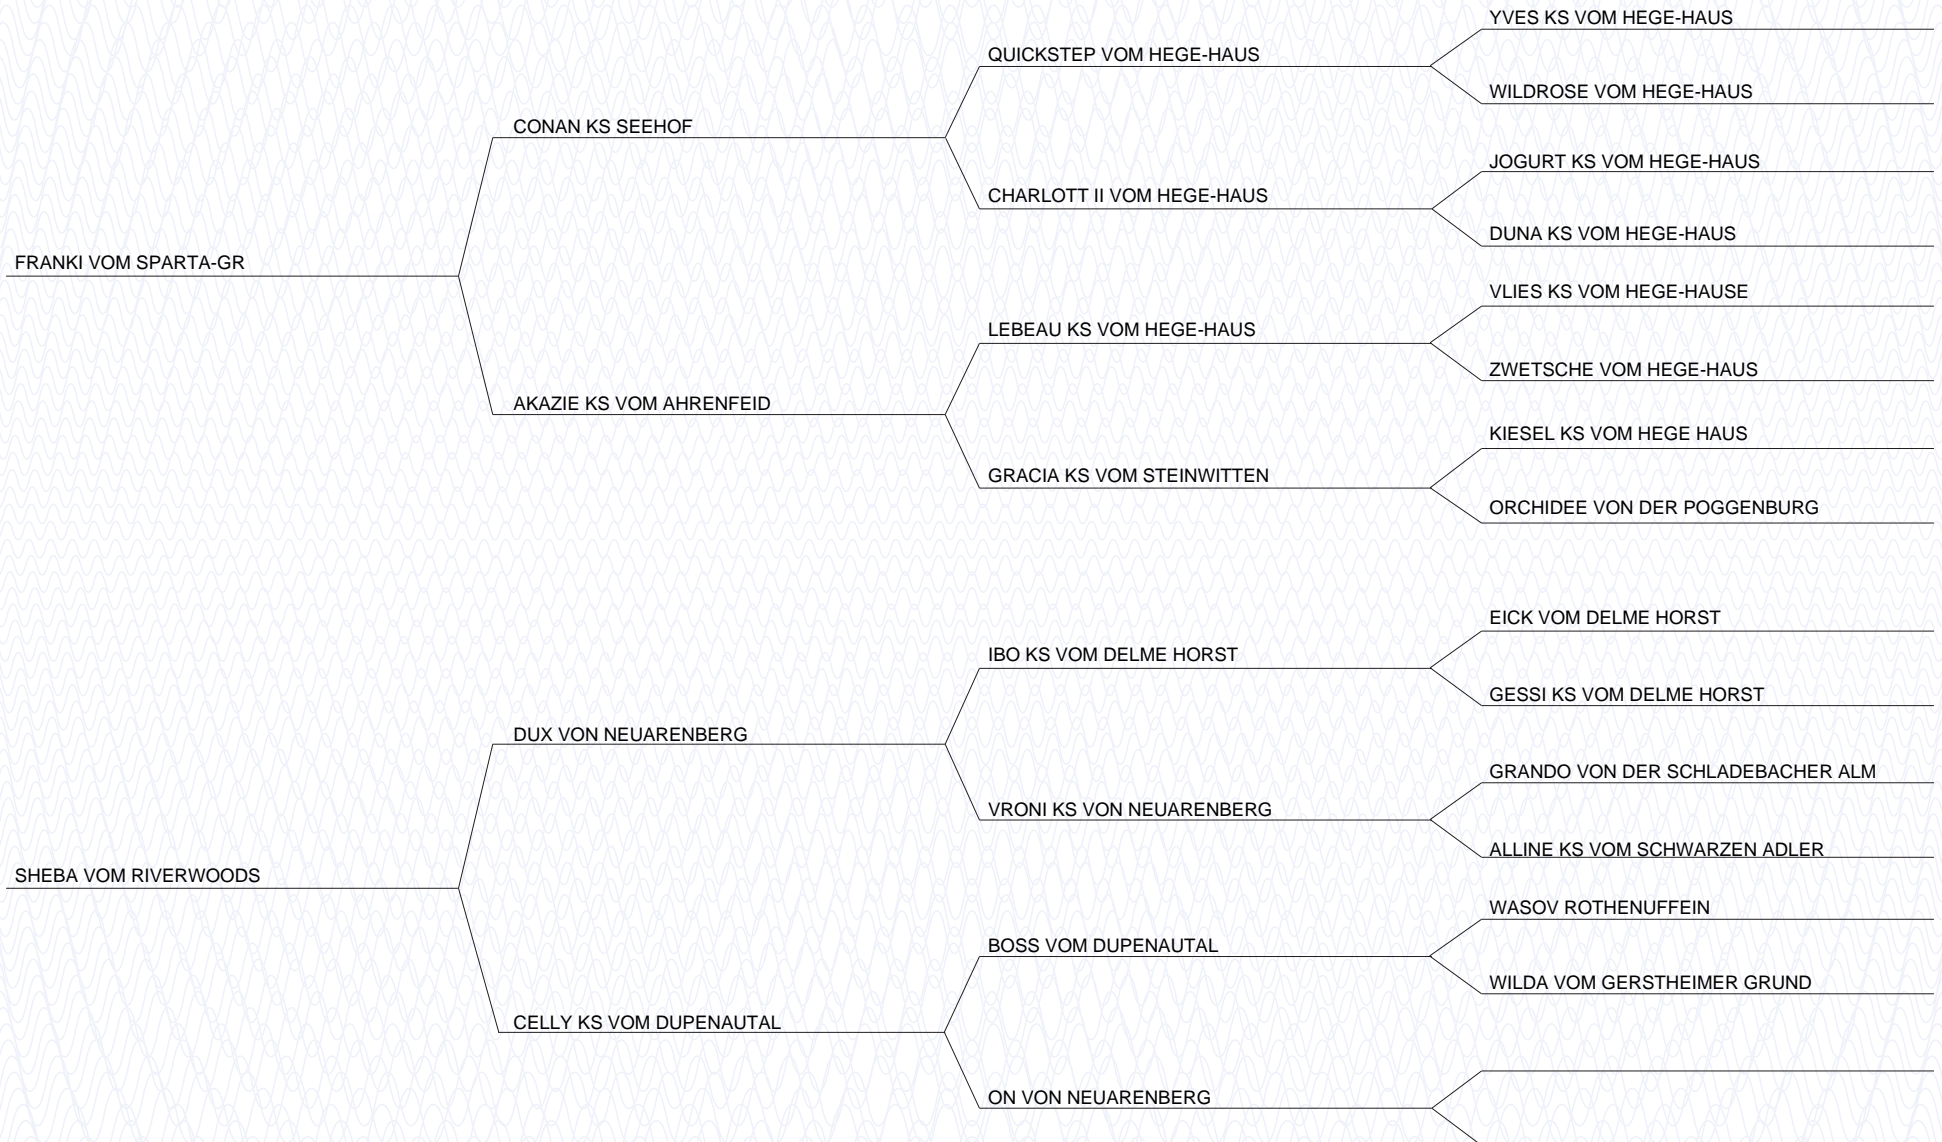 YVES KS VOM HEGE-HAUS
QUICKSTEP VOM HEGE-HAUS
WILDROSE VOM HEGE-HAUS
CONAN KS SEEHOF
JOGURT KS VOM HEGE-HAUS
CHARLOTT II VOM HEGE-HAUS
DUNA KS VOM HEGE-HAUS
FRANKI VOM SPARTA-GR
VLIES KS VOM HEGE-HAUSE
LEBEAU KS VOM HEGE-HAUS
ZWETSCHE VOM HEGE-HAUS
AKAZIE KS VOM AHRENFEID
KIESEL KS VOM HEGE HAUS
GRACIA KS VOM STEINWITTEN
ORCHIDEE VON DER POGGENBURG
EICK VOM DELME HORST
IBO KS VOM DELME HORST
GESSI KS VOM DELME HORST
DUX VON NEUARENBERG
GRANDO VON DER SCHLADEBACHER ALM
VRONI KS VON NEUARENBERG
ALLINE KS VOM SCHWARZEN ADLER
SHEBA VOM RIVERWOODS
WASOV ROTHENUFFEIN
BOSS VOM DUPENAUTAL
WILDA VOM GERSTHEIMER GRUND
CELLY KS VOM DUPENAUTAL
ON VON NEUARENBERG